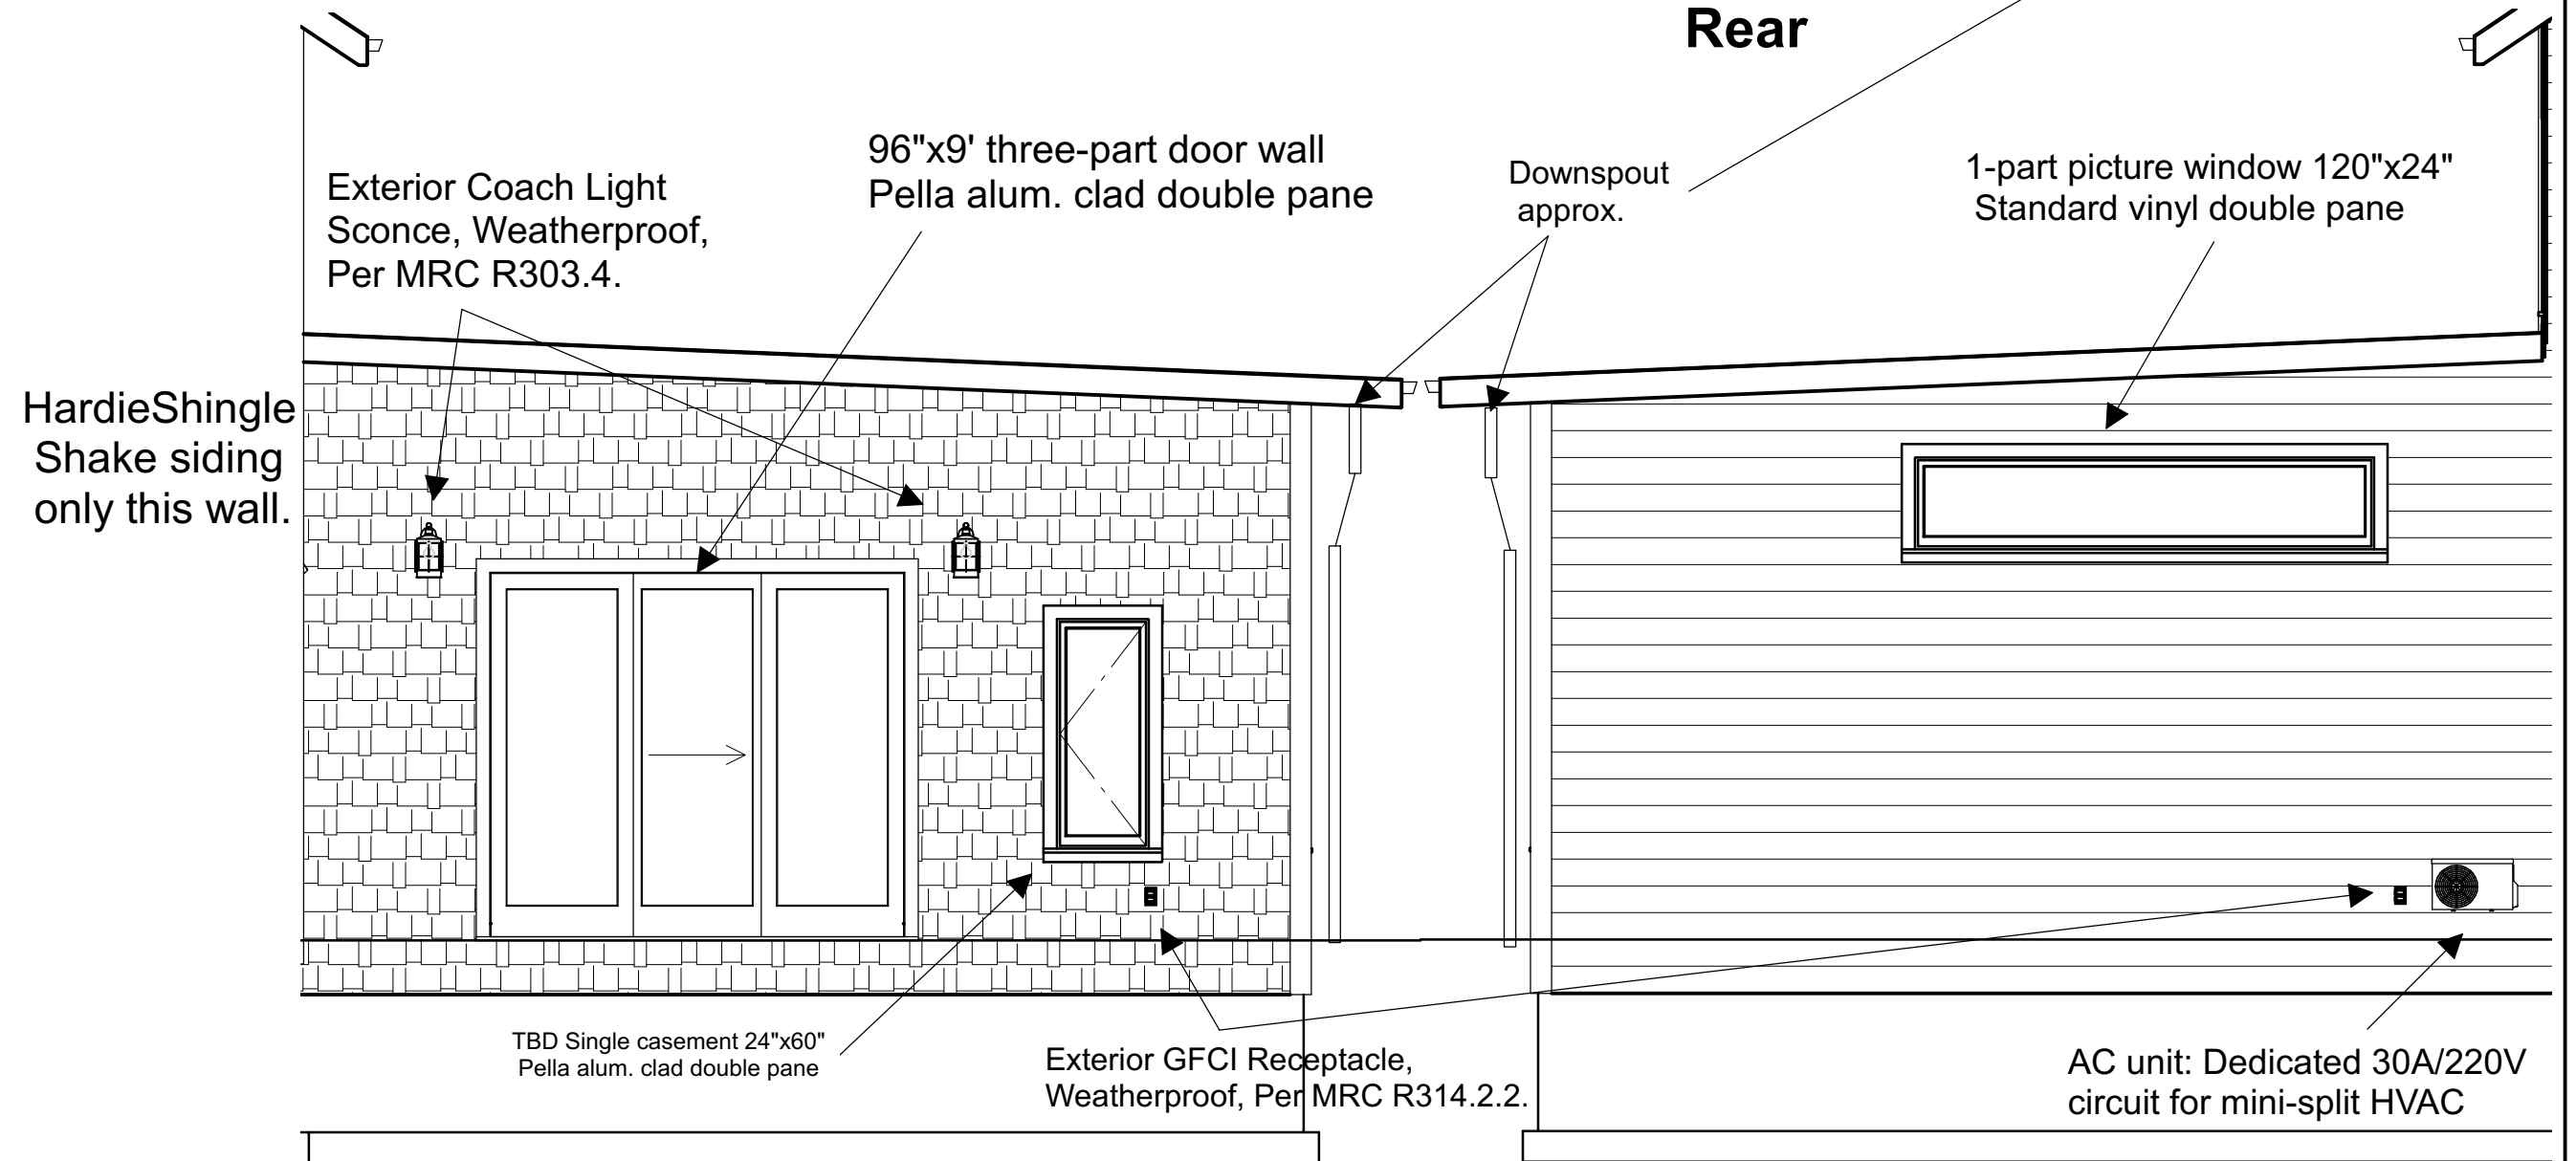 Rear
96"x9' three-part door wall
Pella alum. clad double pane
Exterior Coach Light
Sconce, Weatherproof,
Per MRC R303.4.
Downspout
approx.
1-part picture window 120"x24"
Standard vinyl double pane
HardieShingle
Shake siding
only this wall.
TBD Single casement 24"x60"
Pella alum. clad double pane
Exterior GFCI Receptacle,
Weatherproof, Per MRC R314.2.2.
AC unit: Dedicated 30A/220V
circuit for mini-split HVAC